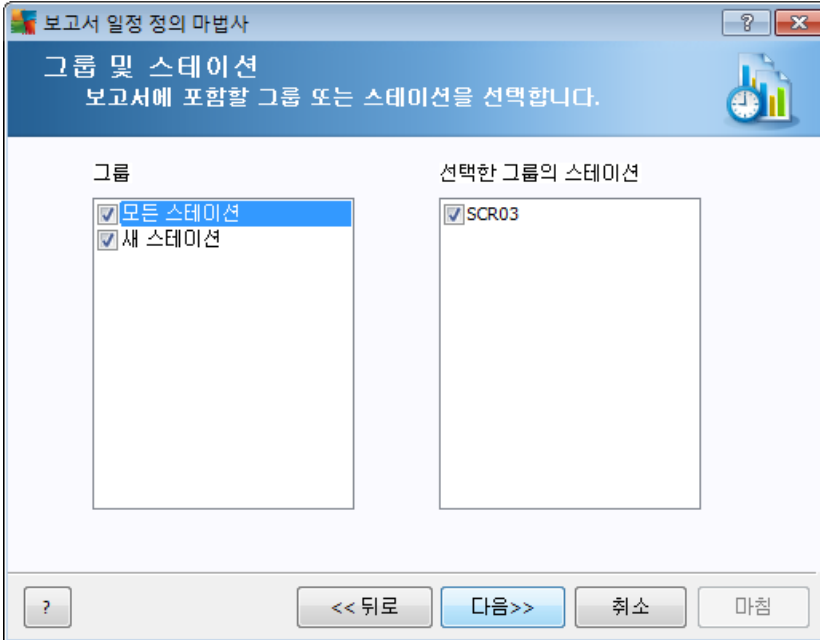 보고서 일정 정의 마법사
?
그룹 및 스테이션
보고서에 포함할 그룹 또는 스테이션을 선택합니다.
그룹
선택한 그룹의 스테이션
모든 스테이션
새 스테이션
SCR03
?
<< 뒤로
다음>>
취소
마침